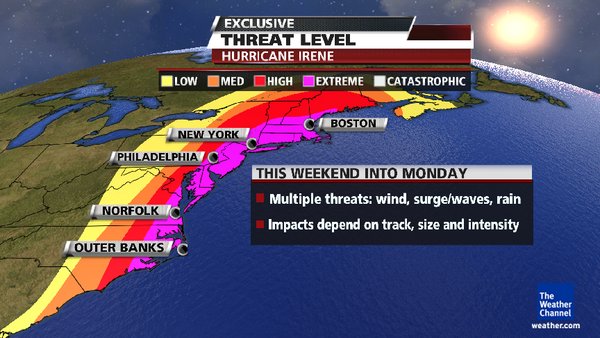 EXCLUSIVE
THREAT LEVEL
HURRICANE IRENE
LOW MED HIGH EXTREME CATASTROPHIC
BOSTON
NEW YORK
PHILADELPHIA
NORFOLK
OUTER BANKS
THIS WEEKEND INTO MONDAY
Multiple threats: wind, surge/waves, rain
Impacts depend on track, size and intensity
The
Weather
Channel
weather.com